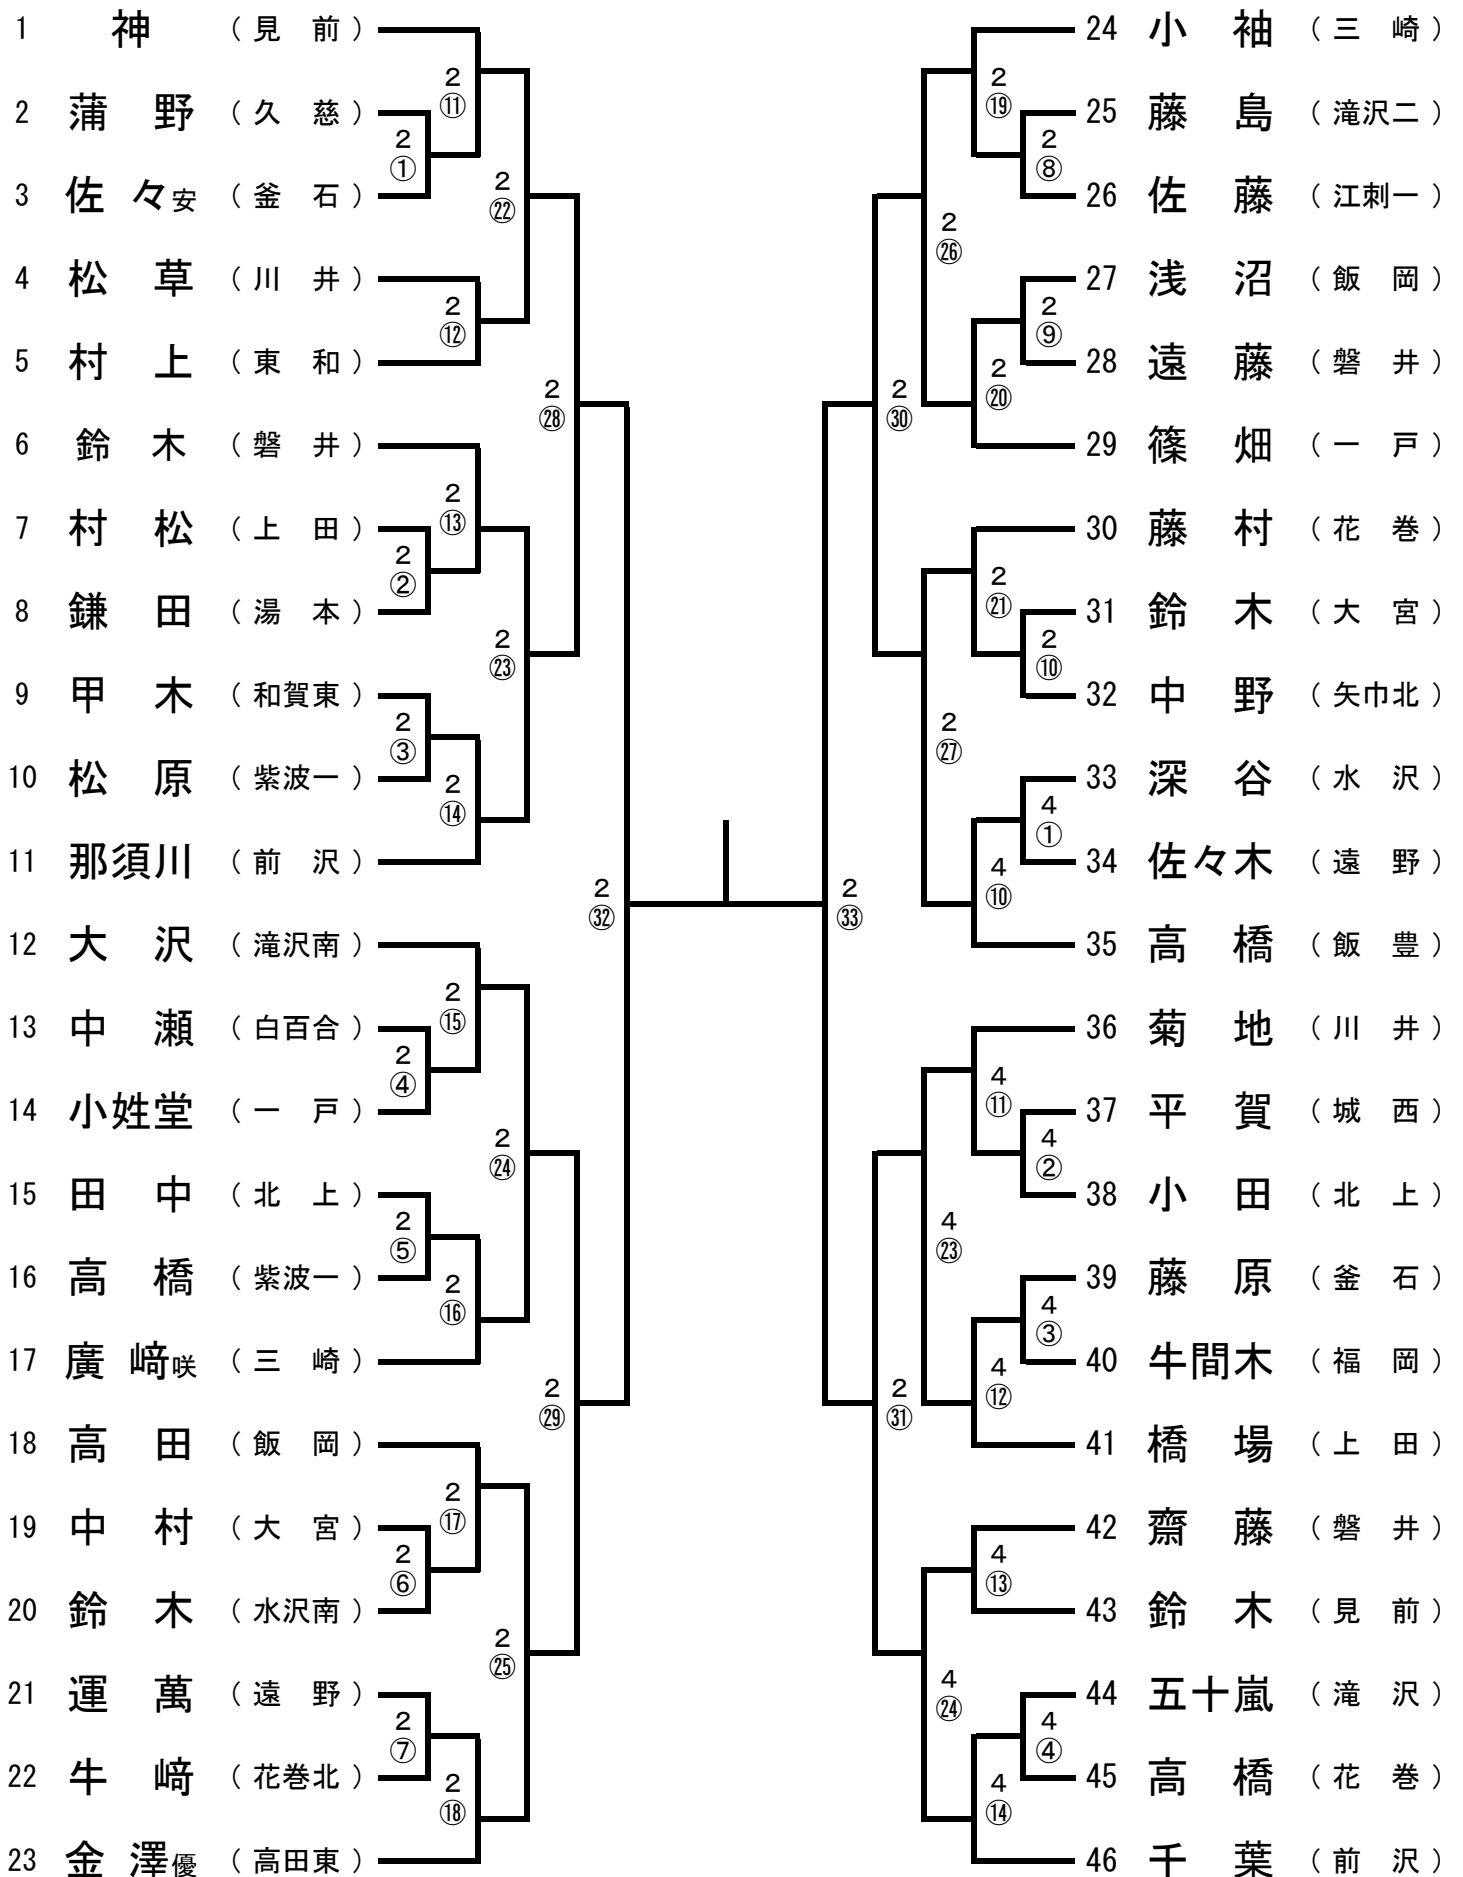 1 神 （見 前）
2 蒲 野 （久 慈）
3 佐 々安 （釜 石）
4 松 草 （川 井）
5 村 上 （東 和）
6 鈴 木 （磐 井）
7 村 松 （上 田）
8 鎌 田 （湯 本）
9 甲 木 （和賀東）
10 松 原 （紫波一）
11 那須川 （前 沢）
12 大 沢 （滝沢南）
13 中 瀬 （白百合）
14 小姓堂 （一 戸）
15 田 中 （北 上）
16 高 橋 （紫波一）
17 廣 﨑咲 （三 崎）
18 高 田 （飯 岡）
19 中 村 （大 宮）
20 鈴 木 （水沢南）
21 運 萬 （遠 野）
22 牛 﨑 （花巻北）
23 金 澤優 （高田東）
2
①
2
②
2
③
2
④
2
⑤
2
⑥
2
⑦
2
⑪
2
⑫
2
⑬
2
⑭
2
⑮
2
⑯
2
⑰
2
⑱
2
㉒
2
㉓
2
㉔
2
㉕
2
㉘
2
㉙
2
㉜
2
㉝
2
㉚
2
㉛
2
㉖
2
㉗
4
㉓
4
㉔
2
⑲
2
⑳
2
㉑
4
⑩
4
⑪
4
⑫
4
⑬
4
⑭
2
⑧
2
⑨
2
⑩
4
①
4
②
4
③
4
④
24 小 袖 （三 崎）
25 藤 島 （滝沢二）
26 佐 藤 （江刺一）
27 浅 沼 （飯 岡）
28 遠 藤 （磐 井）
29 篠 畑 （一 戸）
30 藤 村 （花 巻）
31 鈴 木 （大 宮）
32 中 野 （矢巾北）
33 深 谷 （水 沢）
34 佐々木 （遠 野）
35 高 橋 （飯 豊）
36 菊 地 （川 井）
37 平 賀 （城 西）
38 小 田 （北 上）
39 藤 原 （釜 石）
40 牛間木 （福 岡）
41 橋 場 （上 田）
42 齋 藤 （磐 井）
43 鈴 木 （見 前）
44 五十嵐 （滝 沢）
45 高 橋 （花 巻）
46 千 葉 （前 沢）